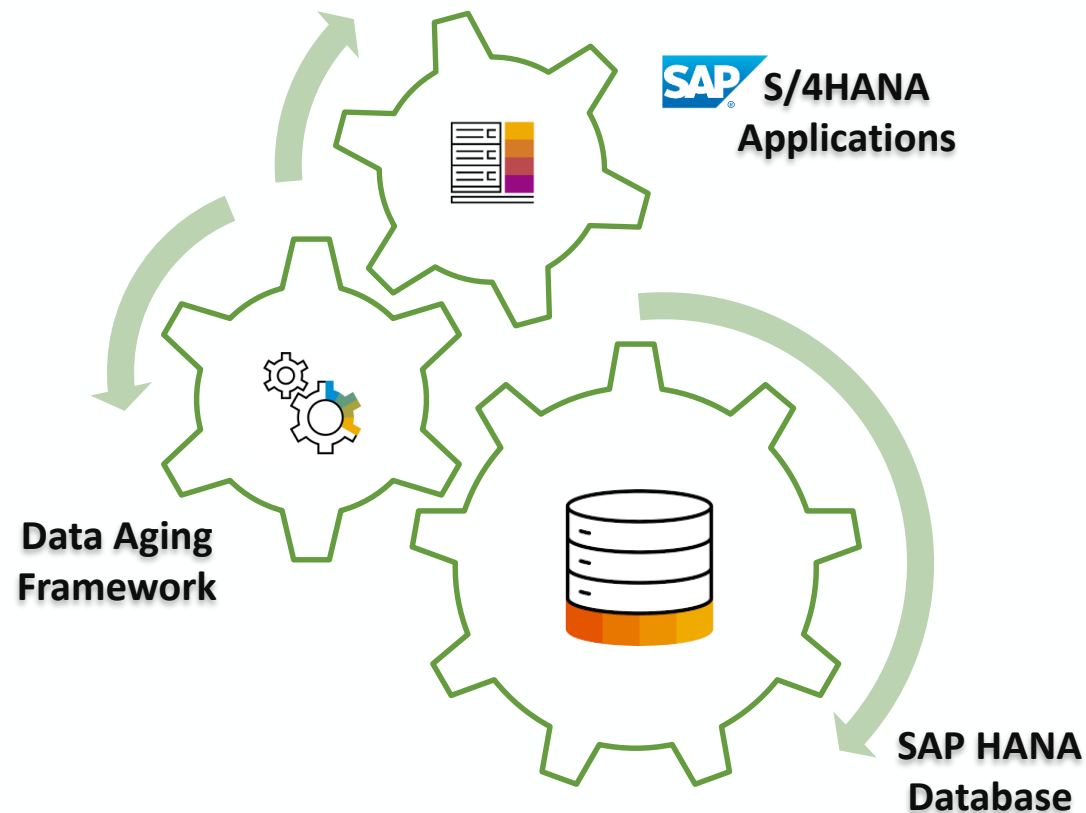 SAP® S/4HANA
Applications
Data Aging
Framework
SAP HANA
Database